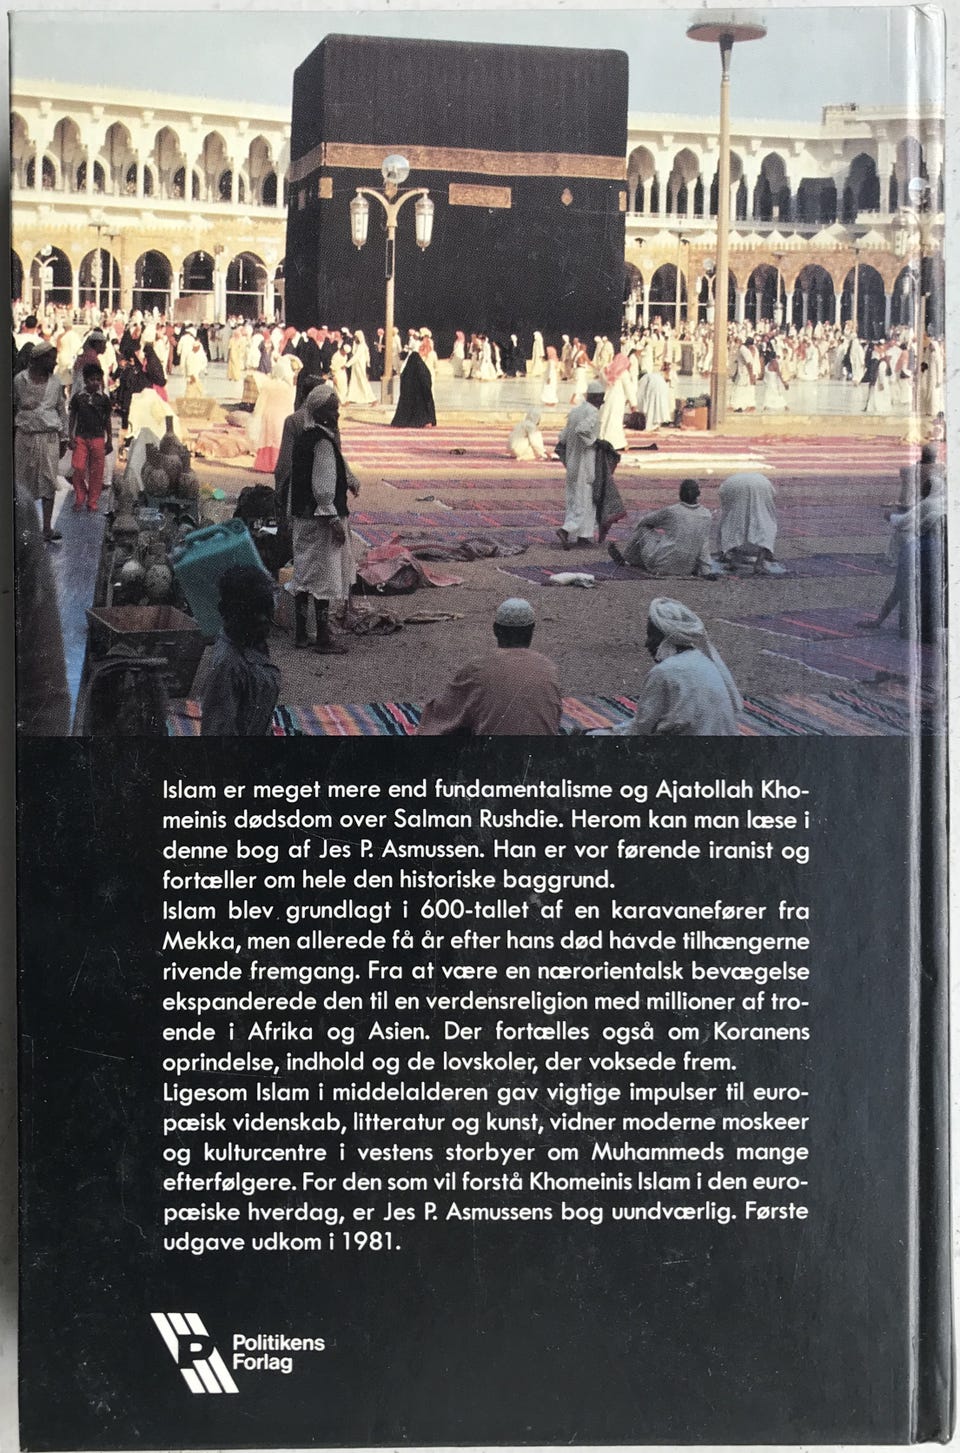 Islam er meget mere end fundamentalisme og Ajatollah Kho-
meinis dødsdom over Salman Rushdie. Herom kan man læse i
denne bog af Jes P. Asmussen. Han er vor førende iranist og
fortæller om hele den historiske baggrund.
Islam blev grundlagt i 600-tallet af en karavanefører fra
Mekka, men allerede få år efter hans død havde tilhængerne
rivende fremgang. Fra at være en nærorientalsk bevægelse
ekspanderede den til en verdensreligion med millioner af tro-
ende i Afrika og Asien. Der fortælles også om Koranens
oprindelse, indhold og de lovskoler, der voksede frem.
Ligesom Islam i middelalderen gav vigtige impulser til euro-
pæisk videnskab, litteratur og kunst, vidner moderne moskeer
og kulturcentre i vestens storbyer om Muhammeds mange
efterfølgere. For den som vil forstå Khomeinis Islam i den euro-
pæiske hverdag, er Jes P. Asmussens bog uundværlig. Første
udgave udkom i 1981.
P
Politikens
Forlag